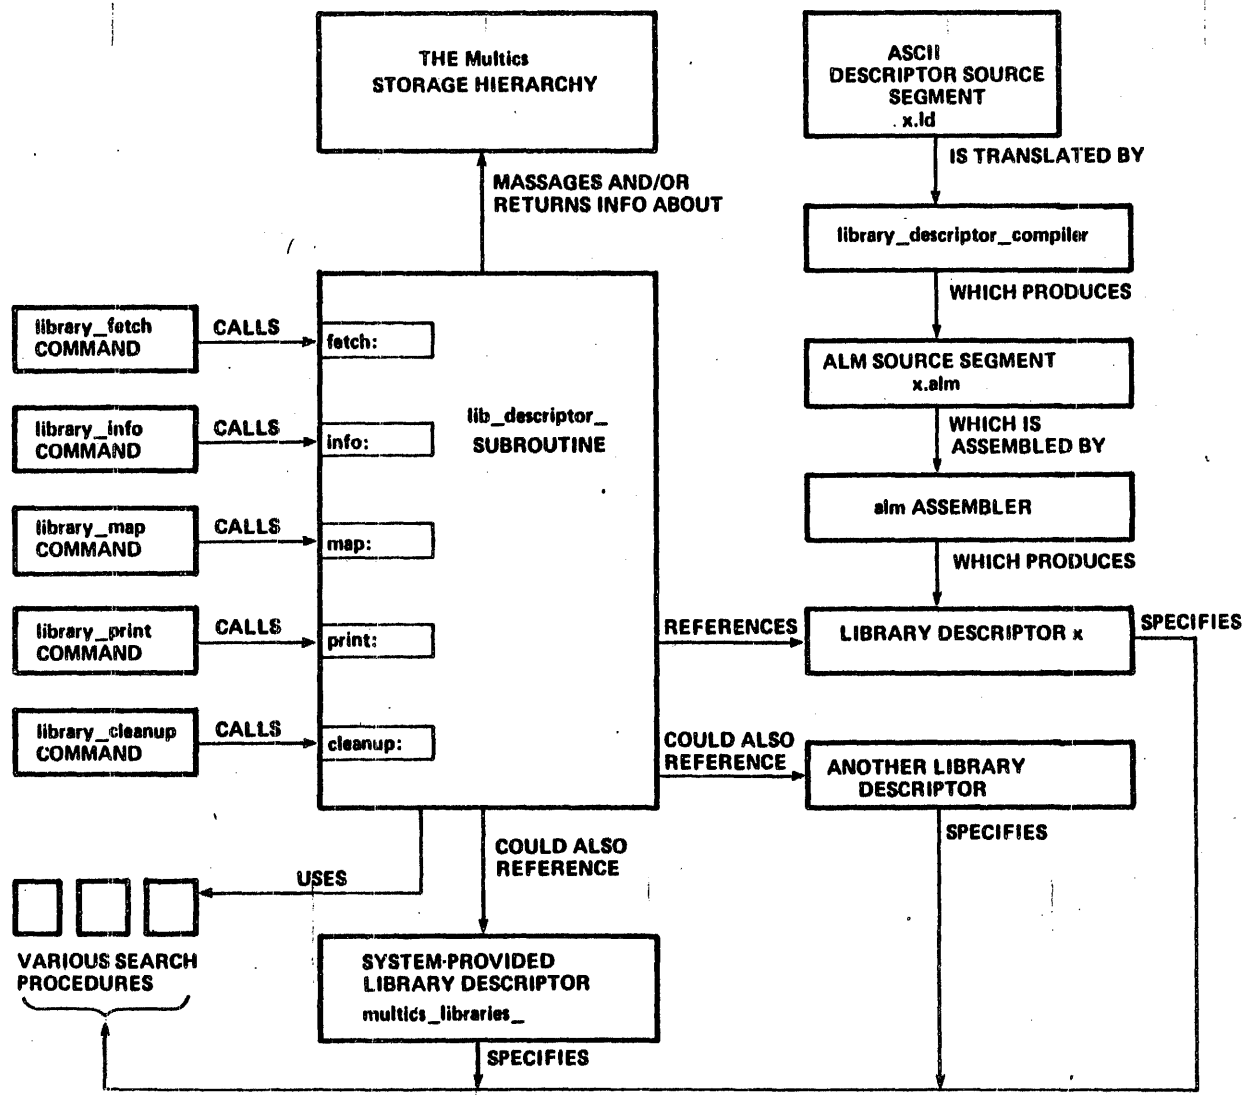 THE Multics
STORAGE HIERARCHY
ASCII
DESCRIPTOR SOURCE
SEGMENT
x.ld
IS TRANSLATED BY
MASSAGES AND/OR
RETURNS INFO ABOUT
library_descriptor_compiler
WHICH PRODUCES
library_fetch
COMMAND
CALLS
fetch:
ALM SOURCE SEGMENT
x.alm
library_info
COMMAND
CALLS
info:
lib_descriptor_
SUBROUTINE
WHICH IS
ASSEMBLED BY
library_map
COMMAND
CALLS
map:
alm ASSEMBLER
WHICH PRODUCES
library_print
COMMAND
CALLS
print:
REFERENCES
LIBRARY DESCRIPTOR x
SPECIFIES
library_cleanup
COMMAND
CALLS
cleanup:
COULD ALSO
REFERENCE
ANOTHER LIBRARY
DESCRIPTOR
SPECIFIES
COULD ALSO
REFERENCE
USES
VARIOUS SEARCH
PROCEDURES
SYSTEM-PROVIDED
LIBRARY DESCRIPTOR
multics_libraries_
SPECIFIES